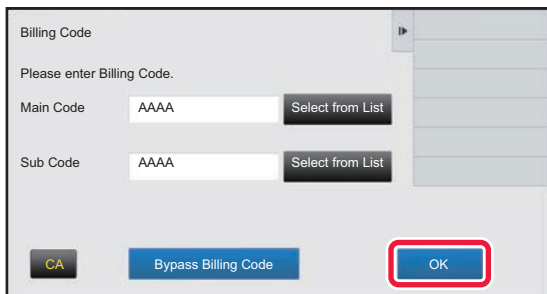 Billing Code
Please enter Billing Code.
Main Code AAAA Select from List
Sub Code AAAA Select from List
CA Bypass Billing Code OK